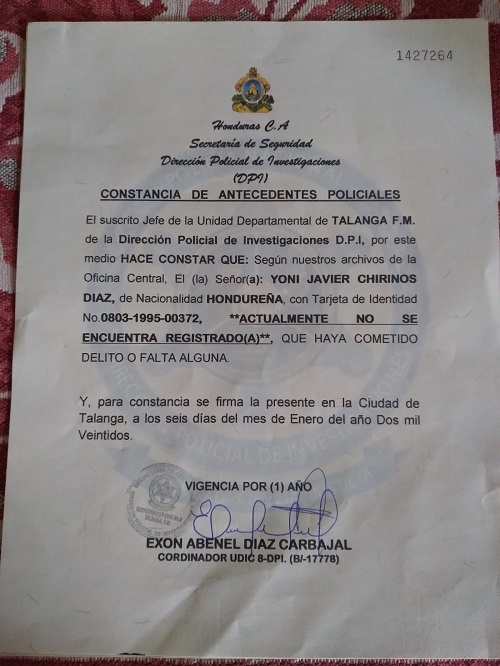 1427264
Honduras C.A
Secretaría de Seguridad
Dirección Policial de Investigaciones
(DPI)
CONSTANCIA DE ANTECEDENTES POLICIALES
El suscrito Jefe de la Unidad Departamental de TALANGA F.M.
de la Dirección Policial de Investigaciones D.P.I, por este
medio HACE CONSTAR QUE: Según nuestros archivos de la
Oficina Central, El (la) Señor(a): YONI JAVIER CHIRINOS
DIAZ, de Nacionalidad HONDUREÑA, con Tarjeta de Identidad
No.0803-1995-00372, **ACTUALMENTE NO SE
ENCUENTRA REGISTRADO(A)**, QUE HAYA COMETIDO
DELITO O FALTA ALGUNA.
Y, para constancia se firma la presente en la Ciudad de
Talanga, a los seis días del mes de Enero del año Dos mil
Veintidos.
VIGENCIA POR (1) AÑO
TALANGA, F.M.
EXON ABENEL DIAZ CARBAJAL
CORDINADOR UDIC 8-DPI. (B/-17778)